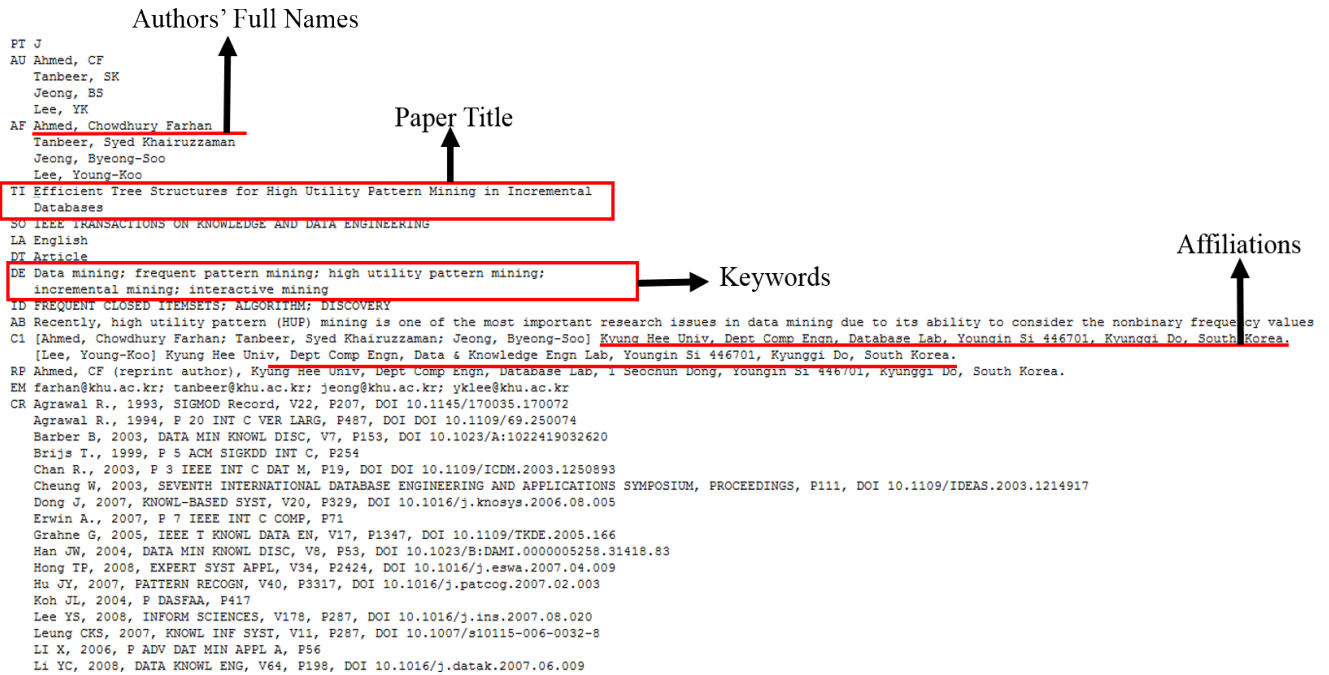 Authors’ Full Names
PT J
AU Ahmed, CF
Tanbeer, SK
Jeong, BS
Lee, YK
AF Ahmed, Chowdhury Farhan
Tanbeer, Syed Khairuzzaman
Jeong, Byeong-Soo
Lee, Young-Koo
Paper Title
TI Efficient Tree Structures for High Utility Pattern Mining in Incremental
Databases
SO IEEE TRANSACTIONS ON KNOWLEDGE AND DATA ENGINEERING
LA English
DT Article
Affiliations
DE Data mining; frequent pattern mining; high utility pattern mining;
incremental mining; interactive mining
Keywords
ID FREQUENT CLOSED ITEMSETS; ALGORITHM; DISCOVERY
AB Recently, high utility pattern (HUP) mining is one of the most important research issues in data mining due to its ability to consider the nonbinary frequency values
C1 [Ahmed, Chowdhury Farhan; Tanbeer, Syed Khairuzzaman; Jeong, Byeong-Soo] Kyung Hee Univ, Dept Comp Engn, Database Lab, Youngin Si 446701, Kyunggi Do, South Korea.
[Lee, Young-Koo] Kyung Hee Univ, Dept Comp Engn, Data & Knowledge Engn Lab, Youngin Si 446701, Kyunggi Do, South Korea.
RP Ahmed, CF (reprint author), Kyung Hee Univ, Dept Comp Engn, Database Lab, 1 Seochun Dong, Youngin Si 446701, Kyunggi Do, South Korea.
EM farhan@khu.ac.kr; tanbeer@khu.ac.kr; jeong@khu.ac.kr; yklee@khu.ac.kr
CR Agrawal R., 1993, SIGMOD Record, V22, P207, DOI 10.1145/170035.170072
Agrawal R., 1994, P 20 INT C VER LARG, P487, DOI DOI 10.1109/69.250074
Barber B, 2003, DATA MIN KNOWL DISC, V7, P153, DOI 10.1023/A:1022419032620
Brijs T., 1999, P 5 ACM SIGKDD INT C, P254
Chan R., 2003, P 3 IEEE INT C DAT M, P19, DOI DOI 10.1109/ICDM.2003.1250893
Cheung W, 2003, SEVENTH INTERNATIONAL DATABASE ENGINEERING AND APPLICATIONS SYMPOSIUM, PROCEEDINGS, P111, DOI 10.1109/IDEAS.2003.1214917
Dong J, 2007, KNOWL-BASED SYST, V20, P329, DOI 10.1016/j.knosys.2006.08.005
Erwin A., 2007, P 7 IEEE INT C COMP, P71
Grahne G, 2005, IEEE T KNOWL DATA EN, V17, P1347, DOI 10.1109/TKDE.2005.166
Han JW, 2004, DATA MIN KNOWL DISC, V8, P53, DOI 10.1023/B:DAMI.0000005258.31418.83
Hong TP, 2008, EXPERT SYST APPL, V34, P2424, DOI 10.1016/j.eswa.2007.04.009
Hu JY, 2007, PATTERN RECOGN, V40, P3317, DOI 10.1016/j.patcog.2007.02.003
Koh JL, 2004, P DASFAA, P417
Lee YS, 2008, INFORM SCIENCES, V178, P287, DOI 10.1016/j.ins.2007.08.020
Leung CKS, 2007, KNOWL INF SYST, V11, P287, DOI 10.1007/s10115-006-0032-8
LI X, 2006, P ADV DAT MIN APPL A, P56
Li YC, 2008, DATA KNOWL ENG, V64, P198, DOI 10.1016/j.datak.2007.06.009